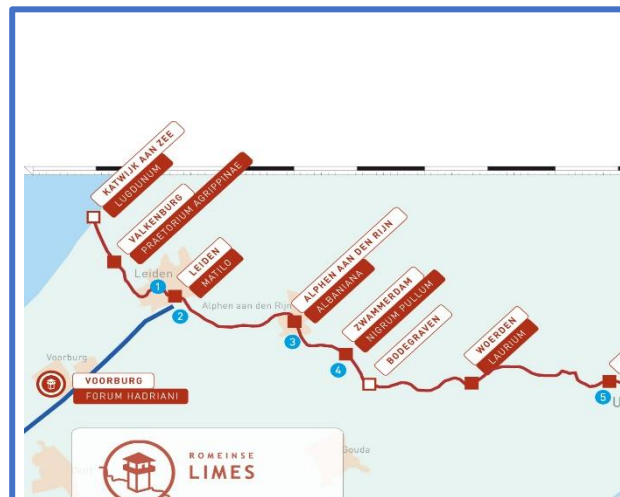 KATWIJK AAN ZEE
LUGDUNUM
VALKENBURG
PRAETORIUM AGRIPPINAE
Leiden
LEIDEN
MATILO
1
2
Alphen aan den Rijn
ALPHEN AAN DEN RIJN
ALBANIANA
3
ZWAMMERDAM
NIGRUM PULLUM
4
BODEGRAVEN
WOERDEN
LAURIUM
5
U
Voorburg
VOORBURG
FORUM HADRIANI
ROMEINSE
LIMES
Gouda